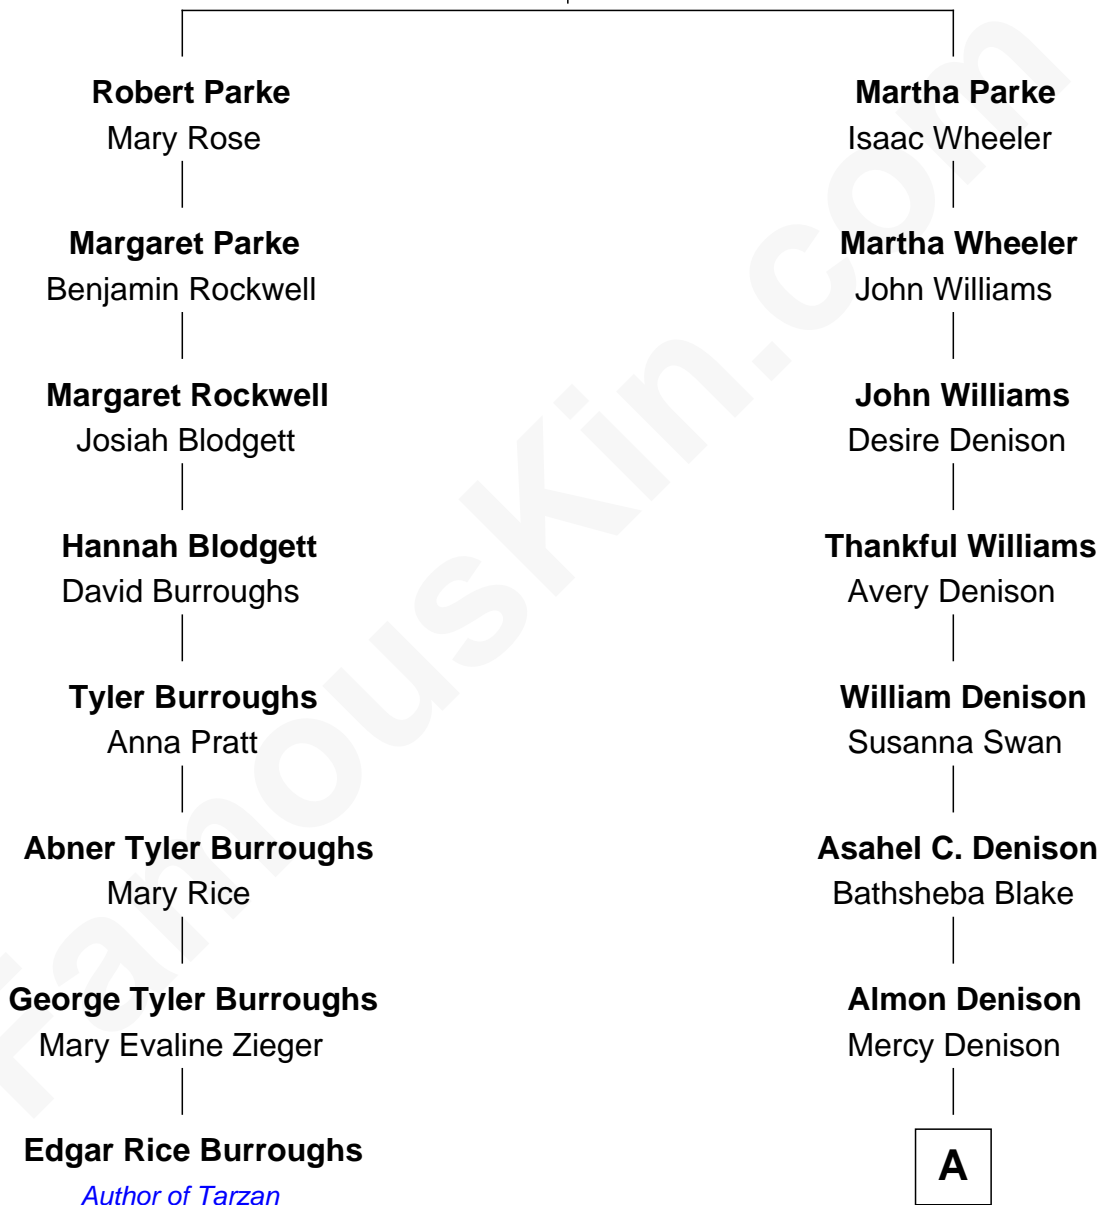 Robert Parke
Mary Rose
Margaret Parke
Benjamin Rockwell
Margaret Rockwell
Josiah Blodgett
Hannah Blodgett
David Burroughs
Tyler Burroughs
Anna Pratt
Abner Tyler Burroughs
Mary Rice
George Tyler Burroughs
Mary Evaline Zieger
Edgar Rice Burroughs
Author of Tarzan
Martha Parke
Isaac Wheeler
Martha Wheeler
John Williams
John Williams
Desire Denison
Thankful Williams
Avery Denison
William Denison
Susanna Swan
Asahel C. Denison
Bathsheba Blake
Almon Denison
Mercy Denison
A
FamousKin.com